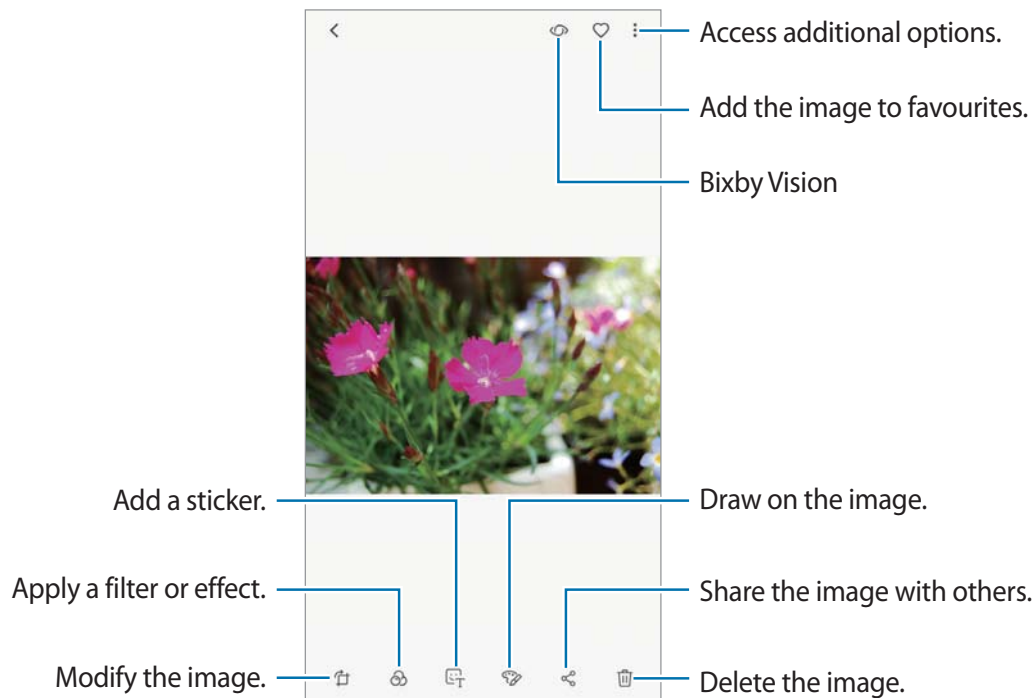 Access additional options.
Add the image to favourites.
Bixby Vision
Add a sticker.
Draw on the image.
Apply a filter or effect.
Share the image with others.
Modify the image.
Delete the image.